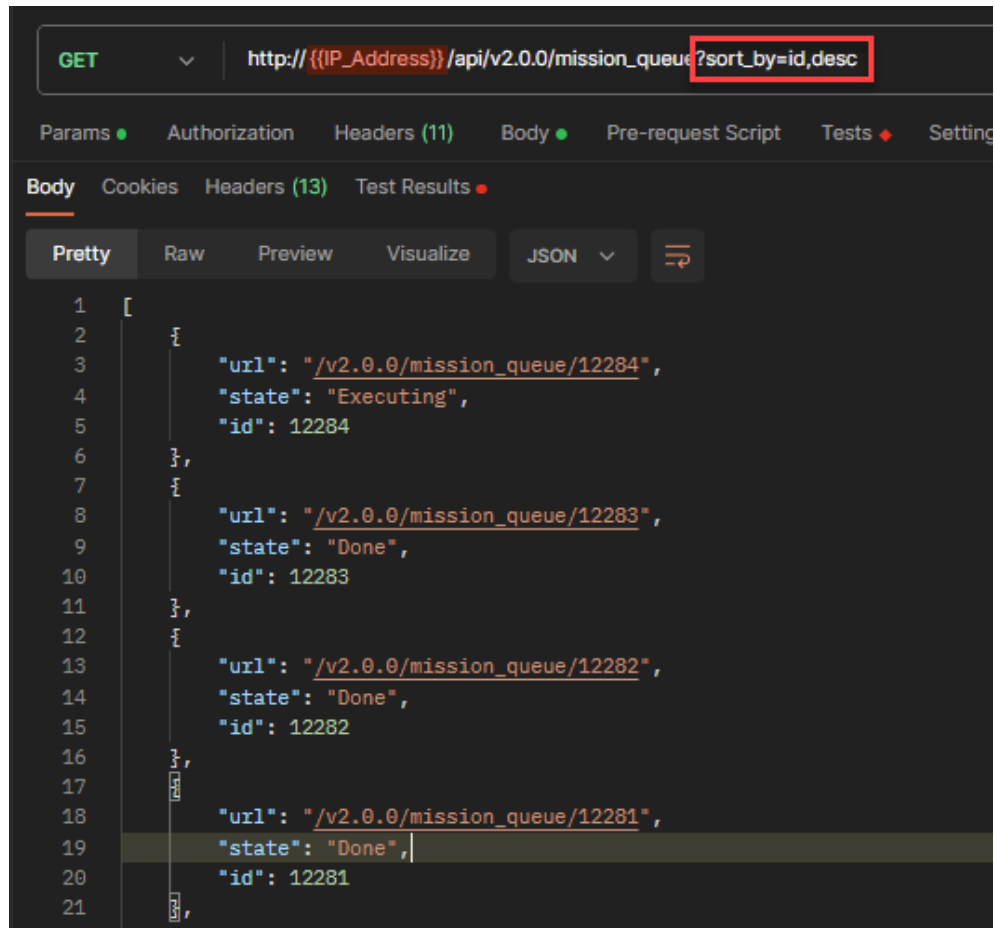 GET http://{{IP_Address}}/api/v2.0.0/mission_queue?sort_by=id,desc
Params Authorization Headers (11) Body Pre-request Script Tests Setting
Body Cookies Headers (13) Test Results
Pretty Raw Preview Visualize JSON
1 [
2 {
3 "url": "/v2.0.0/mission_queue/12284",
4 "state": "Executing",
5 "id": 12284
6 },
7 {
8 "url": "/v2.0.0/mission_queue/12283",
9 "state": "Done",
10 "id": 12283
11 },
12 {
13 "url": "/v2.0.0/mission_queue/12282",
14 "state": "Done",
15 "id": 12282
16 },
17 {
18 "url": "/v2.0.0/mission_queue/12281",
19 "state": "Done",
20 "id": 12281
21 },